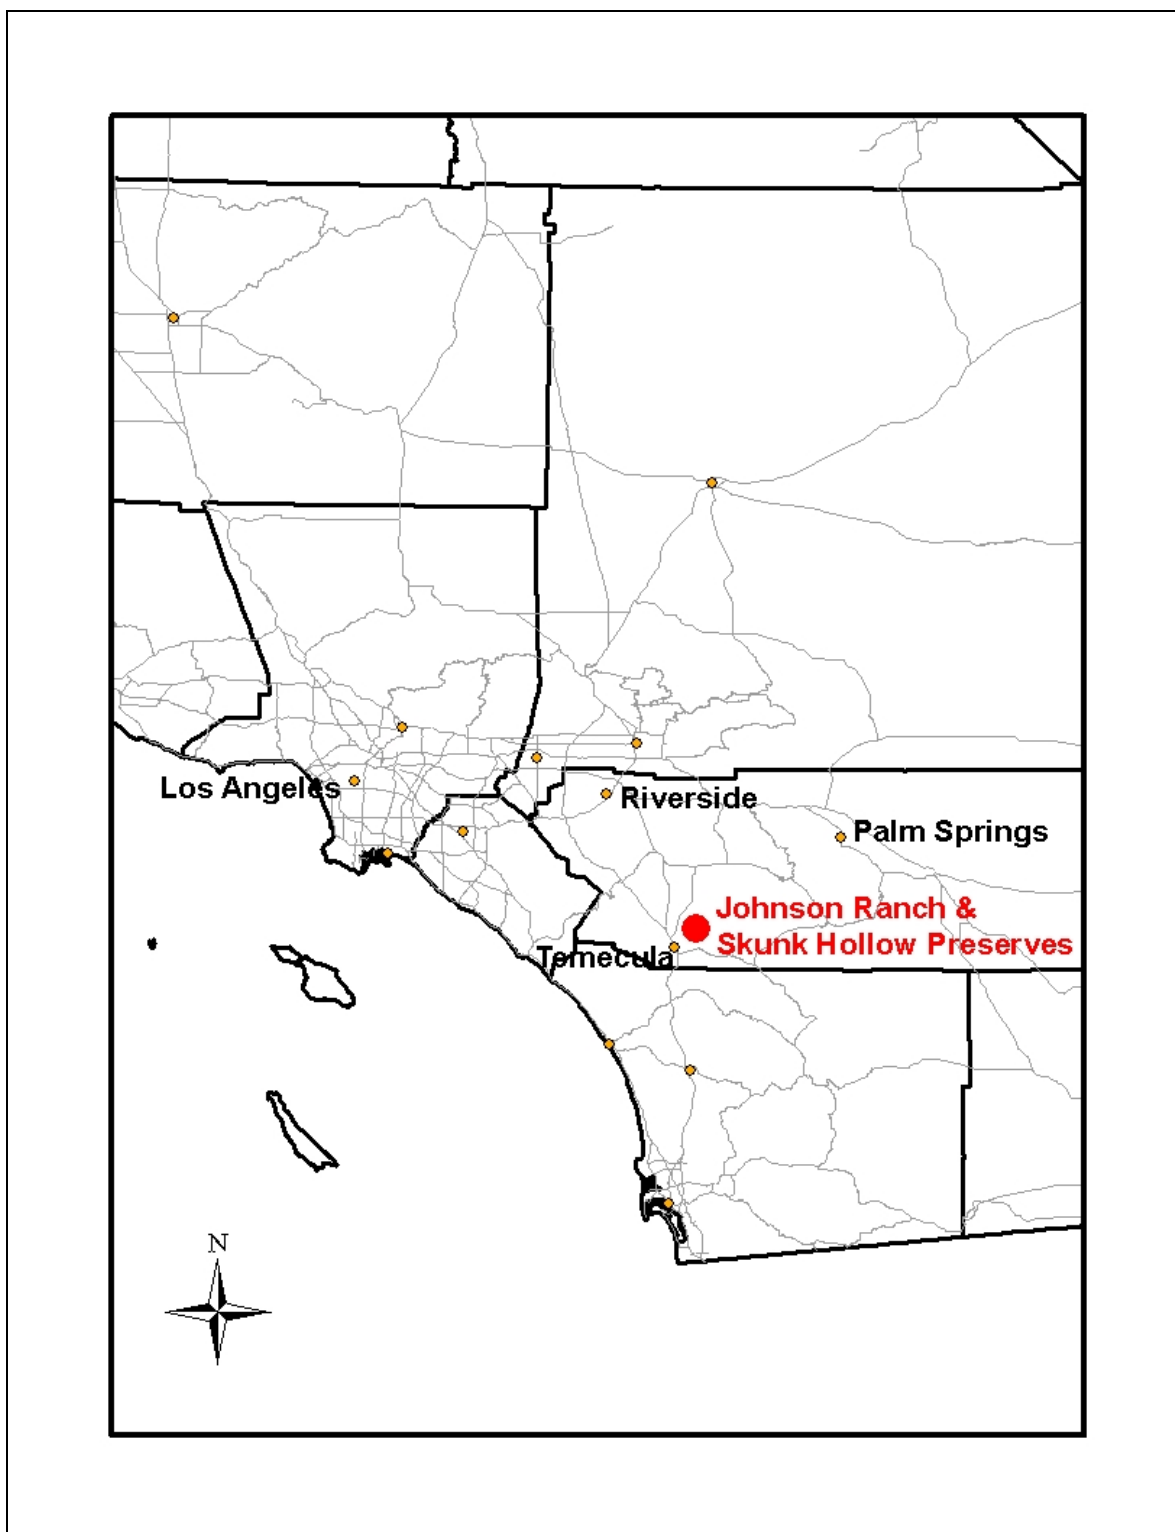 Los Angeles
Riverside
Palm Springs
Johnson Ranch &
Skunk Hollow Preserves
Temecula
N